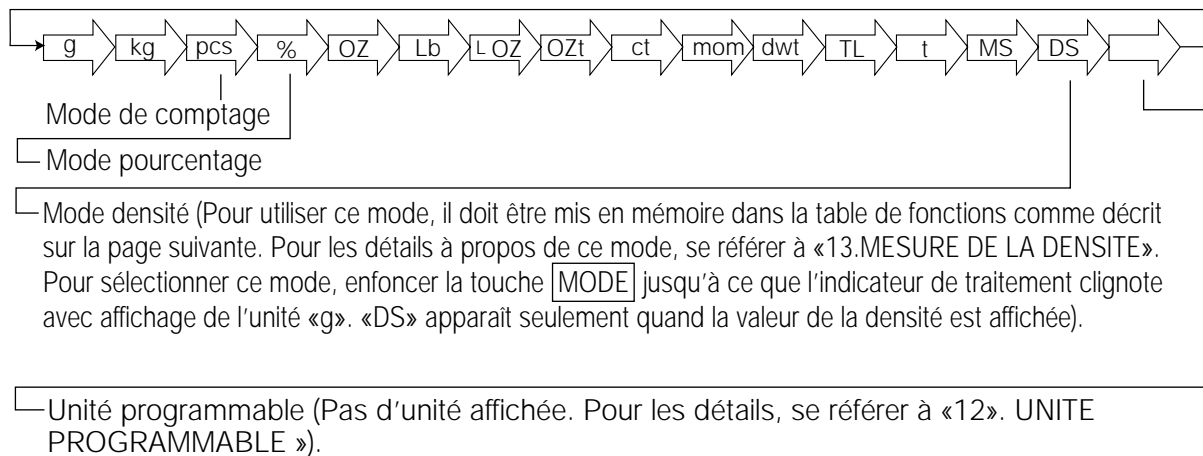 g kg pcs % OZ Lb L OZ OZt ct mom dwt TL t MS DS
Mode de comptage
Mode pourcentage
Mode densité (Pour utiliser ce mode, il doit être mis en mémoire dans la table de fonctions comme décrit
sur la page suivante. Pour les détails à propos de ce mode, se référer à «13.MESURE DE LA DENSITE».
Pour sélectionner ce mode, enfoncer la touche MODE jusqu'à ce que l'indicateur de traitement clignote
avec affichage de l'unité «g». «DS» apparaît seulement quand la valeur de la densité est affichée).
Unité programmable (Pas d'unité affichée. Pour les détails, se référer à «12». UNITE
PROGRAMMABLE »).